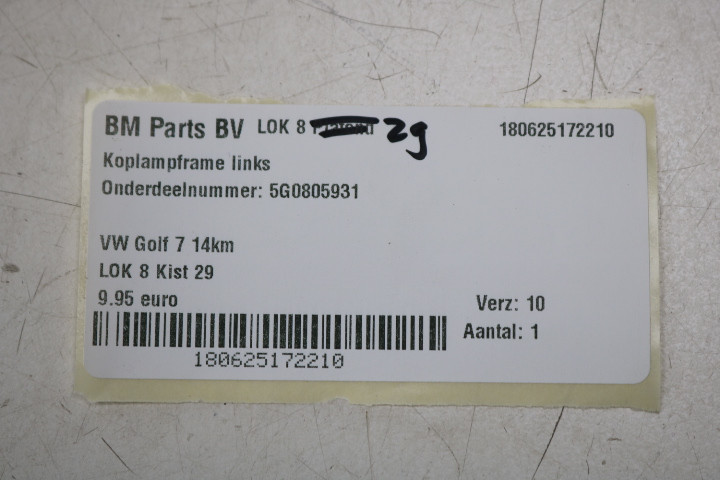 BM Parts BV LOK 8 29 180625172210
Koplampframe links
Onderdeelnummer: 5G0805931
VW Golf 7 14km
LOK 8 Kist 29
9.95 euro Verz: 10
Aantal: 1
180625172210